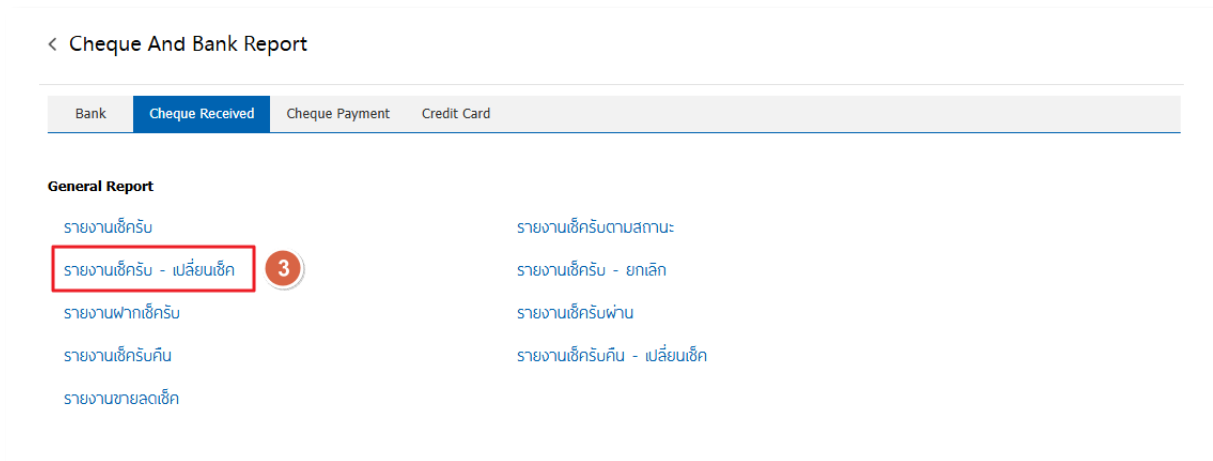 < Cheque And Bank Report
Bank Cheque Received Cheque Payment Credit Card
General Report
รายงานเช็ครับ รายงานเช็ครับตามสถานะ
รายงานเช็ครับ - เปลี่ยนเช็ค 3 รายงานเช็ครับ - ยกเลิก
รายงานฝากเช็ครับ รายงานเช็ครับผ่าน
รายงานเช็ครับคืน รายงานเช็ครับคืน - เปลี่ยนเช็ค
รายงานขายลดเช็ค